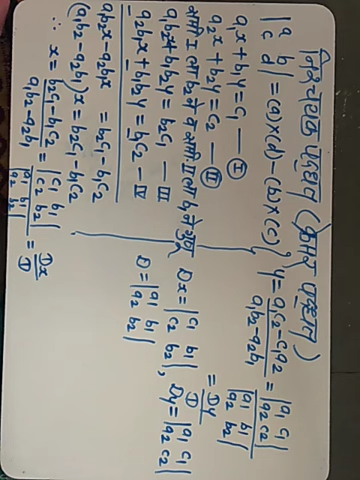 निश्चयक पद्धत (क्रामर पद्धत)
| a b |
| c d | = (a)×(d) – (b)×(c)
a₁x + b₁y = c₁ — Ⓘ
a₂x + b₂y = c₂ — Ⓘ︎Ⓘ
समी I ला b₂ ने व समी II ला b₁ ने गुणू
a₁b₂x + b₁b₂y = b₂c₁ — III
a₂b₁x + b₁b₂y = b₁c₂ — IV
– – –
a₁b₂x – a₂b₁x = b₂c₁ – b₁c₂
(a₁b₂ – a₂b₁)x = b₂c₁ – b₁c₂
∴ x = b₂c₁ – b₁c₂ / a₁b₂ – a₂b₁ = |c₁ b₁ c₂ b₂| / |a₁ b₁ a₂ b₂| = Dx / D
y = a₁c₂ – c₁a₂ / a₁b₂ – a₂b₁ = |a₁ c₁ a₂ c₂| / |a₁ b₁ a₂ b₂|
= Dy / D
Dx = |c₁ b₁ c₂ b₂|, Dy = |a₁ c₁ a₂ c₂|
D = |a₁ b₁ a₂ b₂|